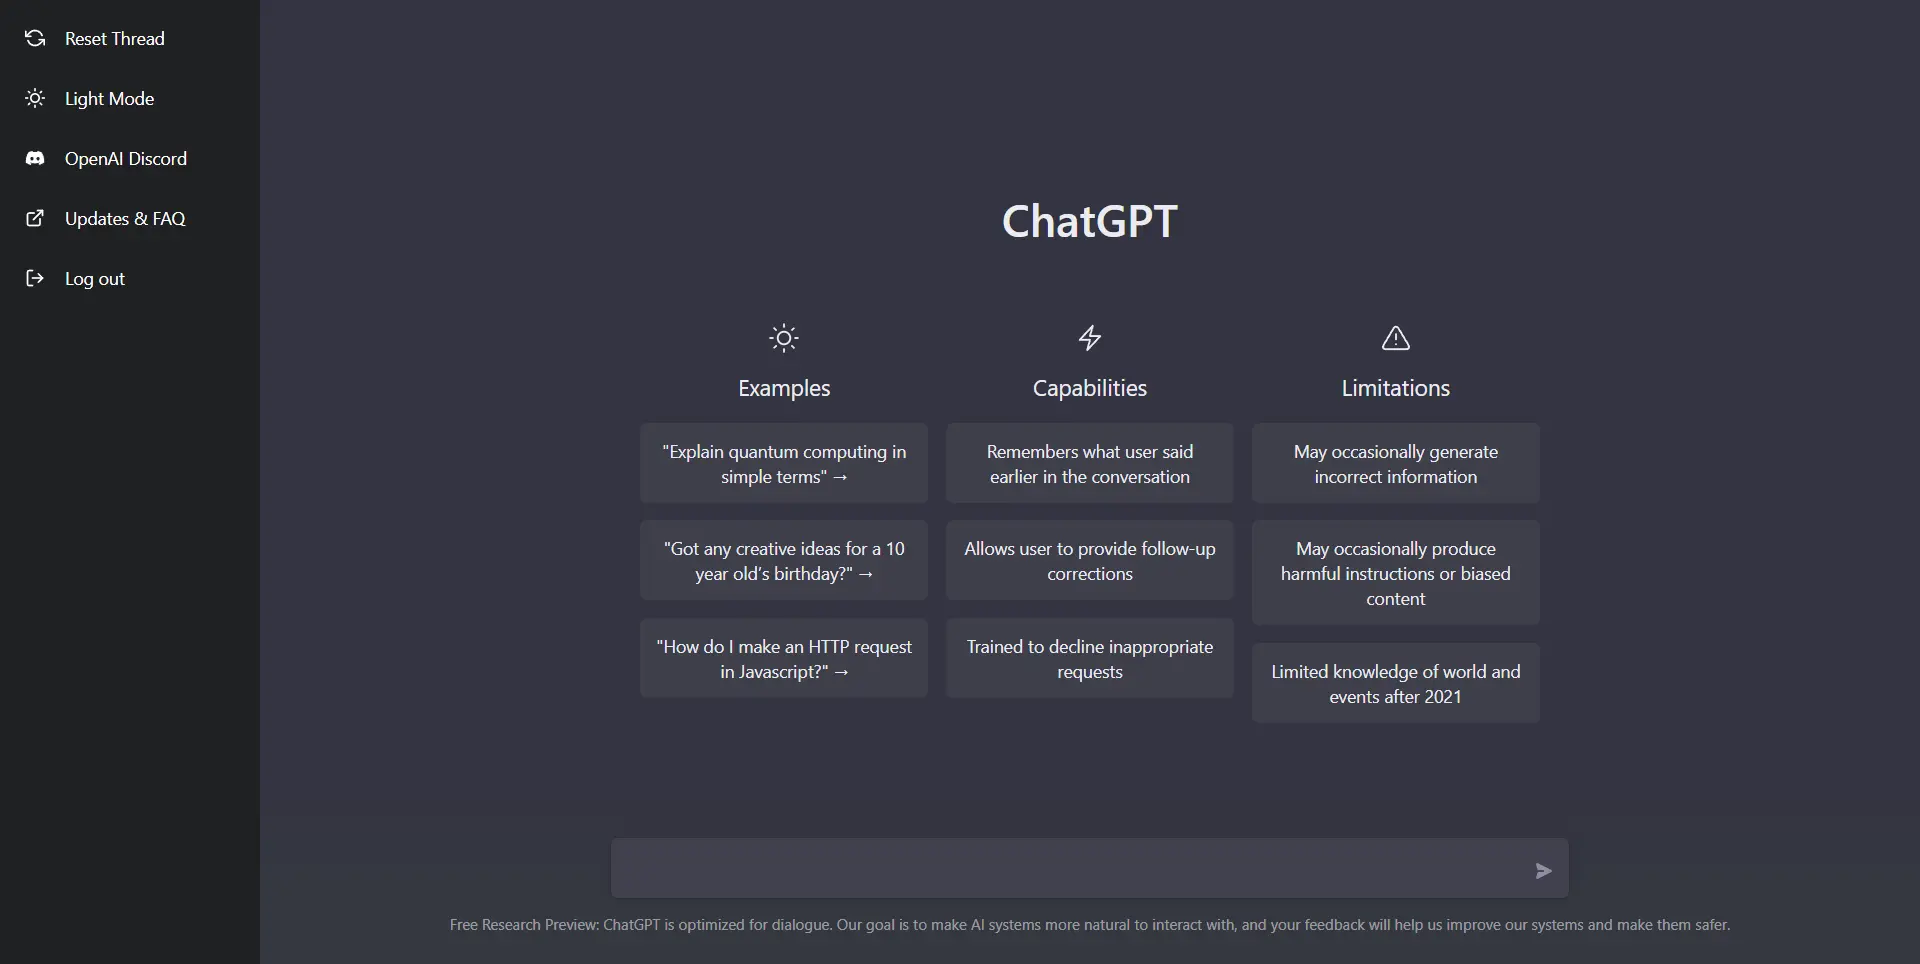 Reset Thread
Light Mode
OpenAI Discord
Updates & FAQ
Log out
ChatGPT
Examples
"Explain quantum computing in
simple terms" →
"Got any creative ideas for a 10
year old’s birthday?" →
"How do I make an HTTP request
in Javascript?" →
Capabilities
Remembers what user said
earlier in the conversation
Allows user to provide follow-up
corrections
Trained to decline inappropriate
requests
Limitations
May occasionally generate
incorrect information
May occasionally produce
harmful instructions or biased
content
Limited knowledge of world and
events after 2021
Free Research Preview: ChatGPT is optimized for dialogue. Our goal is to make AI systems more natural to interact with, and your feedback will help us improve our systems and make them safer.